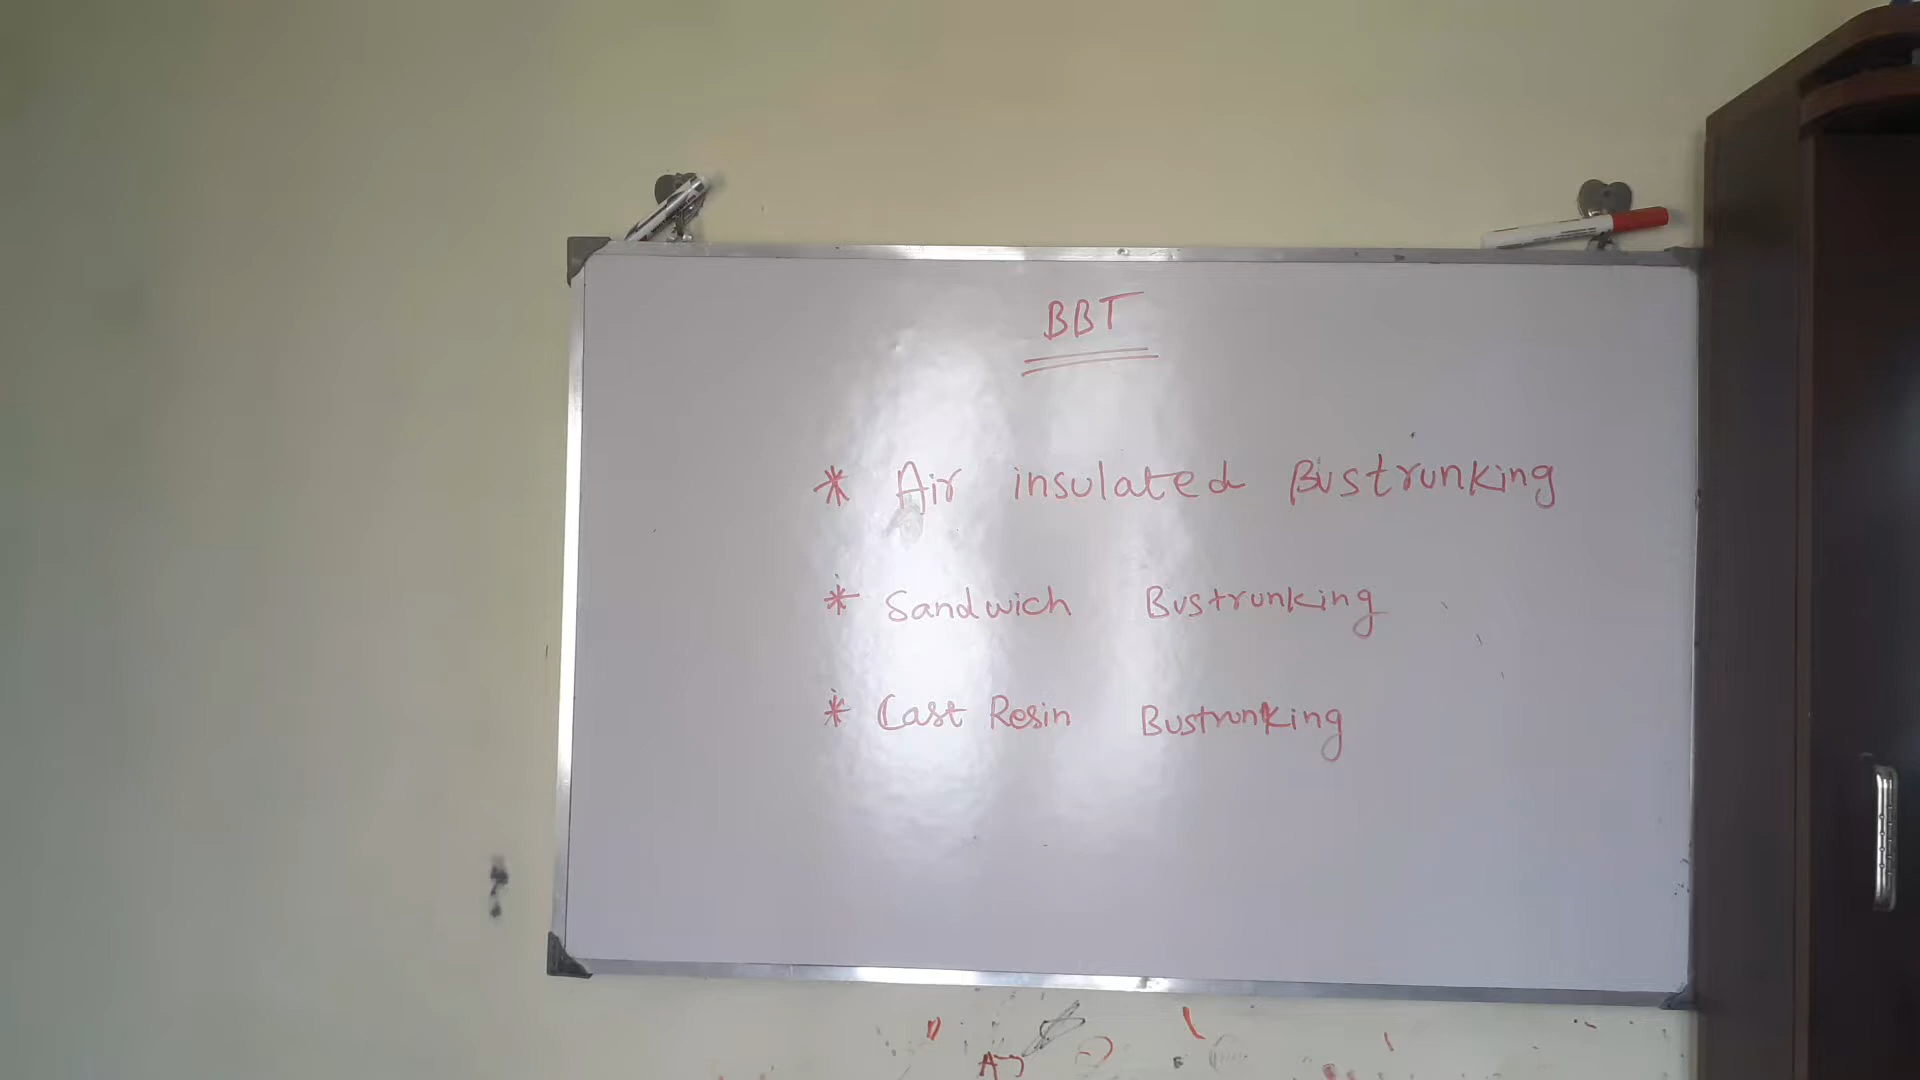 BBT
* Air insulated Bustrunking
* Sandwich Bustrunking
* Cast Resin Bustrunking